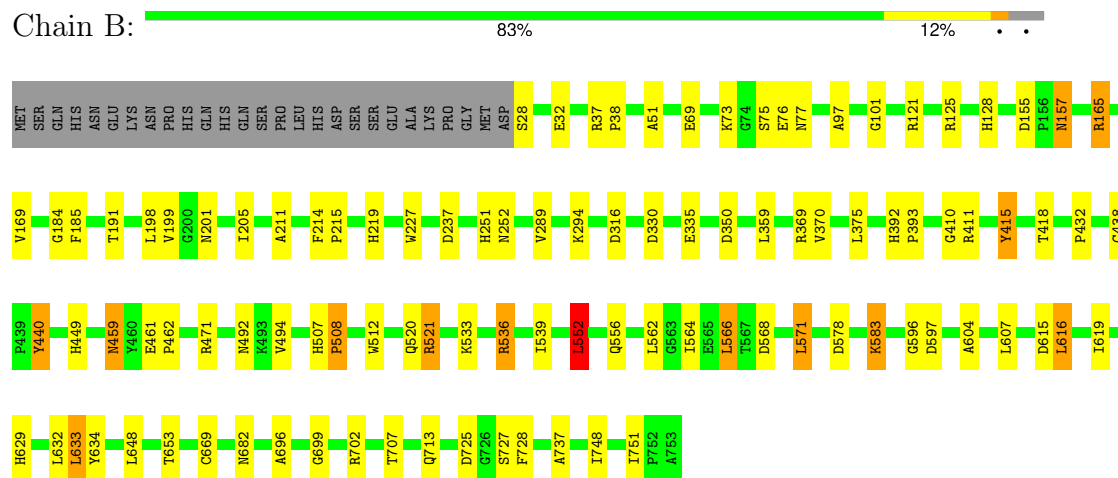 Chain B:
83% 12% • •
MET SER GLN HIS ASN GLU LYS ASN PRO HIS GLN HIS GLN SER PRO LEU HIS ASP SER SER GLU ALA LYS PRO GLY MET ASP S28 E32 R37 P38 A51 E69 K73 G74 S75 E76 N77 A97 G101 R121 R125 H128 D155 P156 N157 R165
V169 G184 F185 T191 L198 V199 G200 N201 I205 A211 F214 P215 H219 W227 D237 H251 N252 V289 K294 D316 D330 E335 D350 L359 R369 V370 L375 H392 P393 G410 R411 Y415 T418 P432 G438
P439 Y440 H449 N459 Y460 E461 P462 R471 N492 K493 V494 H507 P508 W512 Q520 R521 K533 R536 I539 L552 Q556 L562 G563 I564 E565 L566 T567 D568 L571 D578 K583 G596 D597 A604 L607 D615 L616 I619
H629 L632 L633 Y634 L648 T653 C669 N682 A696 G699 R702 T707 Q713 D725 G726 S727 F728 A737 I748 I751 P752 A753